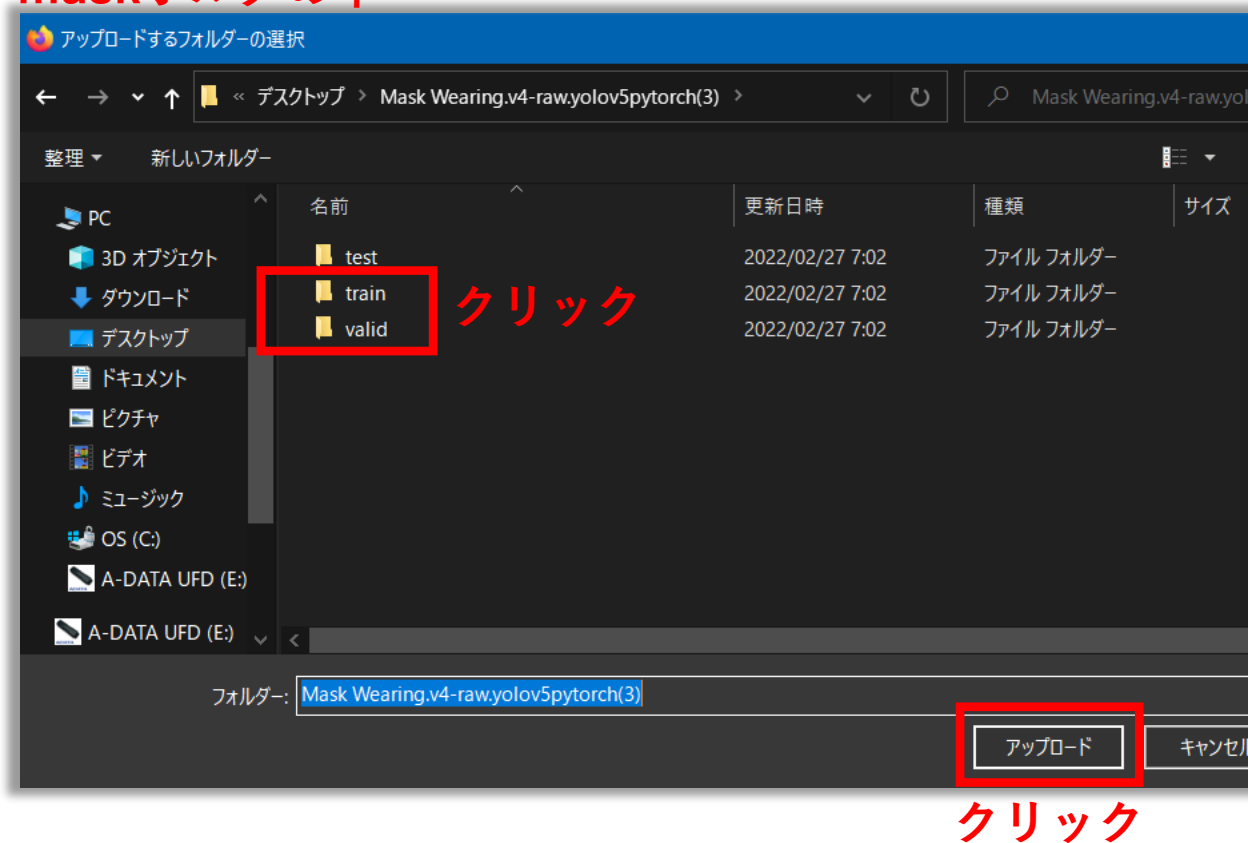 アップロードするフォルダーの選択
« デスクトップ > Mask Wearing.v4-raw.yolov5pytorch(3) >
Mask Wearing.v4-raw.yol
整理
新しいフォルダー
名前
更新日時
種類
サイズ
PC
3D オブジェクト
ダウンロード
デスクトップ
ドキュメント
ピクチャ
ビデオ
ミュージック
OS (C:)
A-DATA UFD (E:)
A-DATA UFD (E:)
test 2022/02/27 7:02 ファイル フォルダー
train 2022/02/27 7:02 ファイル フォルダー
valid 2022/02/27 7:02 ファイル フォルダー
クリック
フォルダー: Mask Wearing.v4-raw.yolov5pytorch(3)
アップロード
キャンセル
クリック